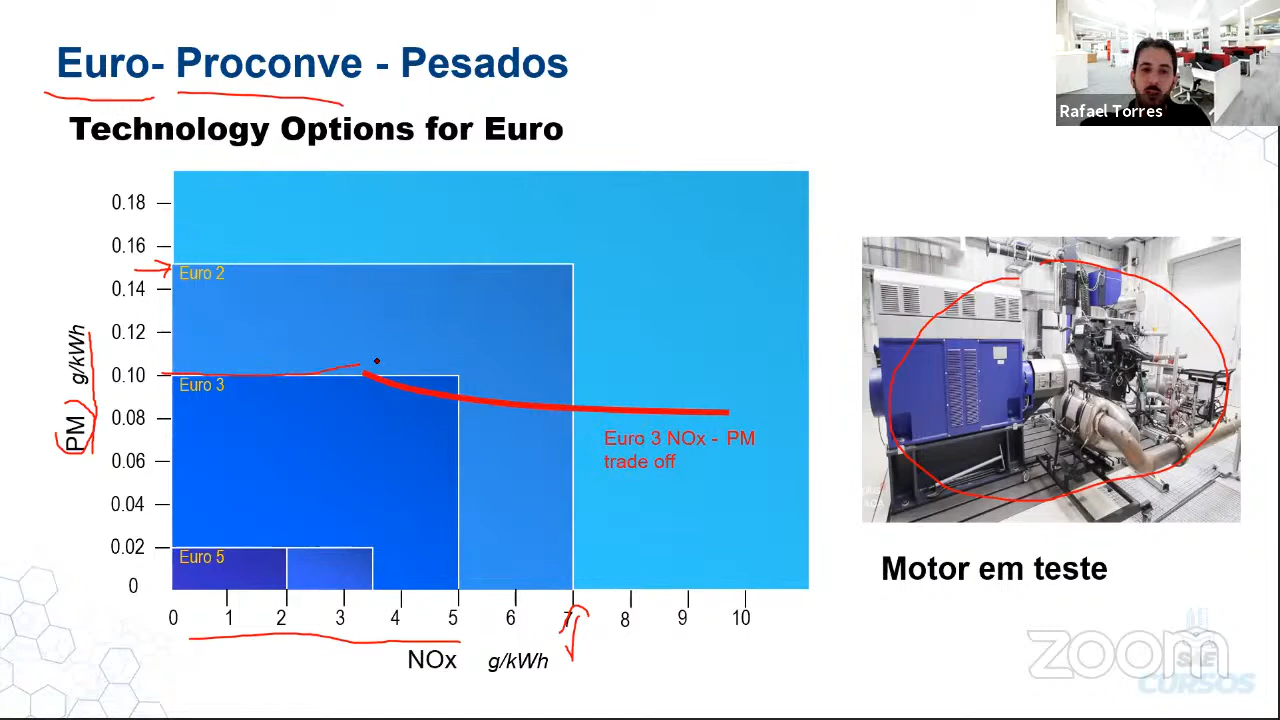 Euro- Proconve - Pesados
Rafael Torres
Technology Options for Euro
0.18
0.16
Euro 2
0.14
0.12
0.10
Euro 3
0.08
0.06
0.04
0.02
Euro 5
0
PM g/kWh
Euro 3 NOx - PM
trade off
0 1 2 3 4 5 6 7 8 9 10
NOx g/kWh
Motor em teste
zoom
SAE
CURSOS